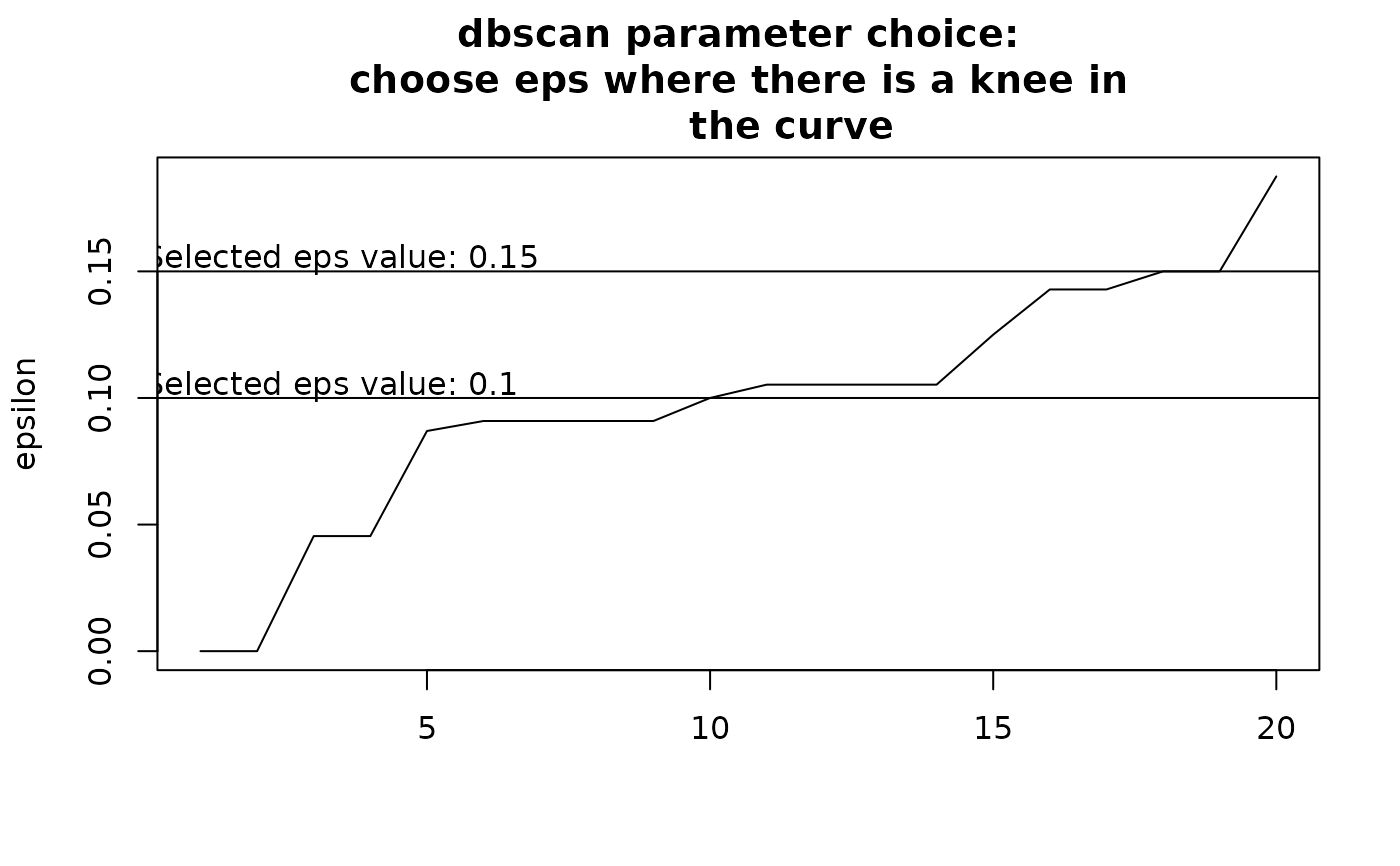 dbscan parameter choice:
choose eps where there is a knee in
the curve
Selected eps value: 0.15
Selected eps value: 0.1
epsilon
0.15
0.10
0.05
0.00
5 10 15 20